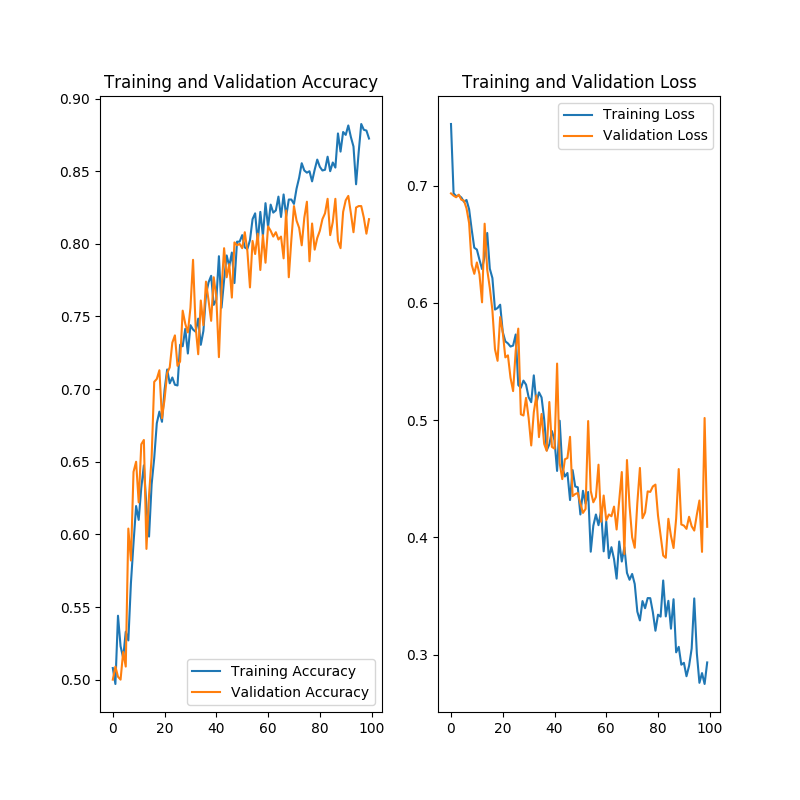 Training and Validation Accuracy
0.90
0.85
0.80
0.75
0.70
0.65
0.60
0.55
0.50
0 20 40 60 80 100
Training Accuracy
Validation Accuracy
Training and Validation Loss
Training Loss
Validation Loss
0.7
0.6
0.5
0.4
0.3
0 20 40 60 80 100